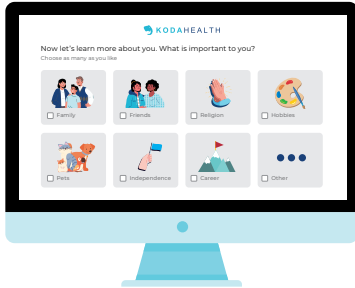 KODAHEALTH
Now let's learn more about you. What is important to you?
Choose as many as you like
Family
Friends
Religion
Hobbies
Pets
Independence
Career
Other